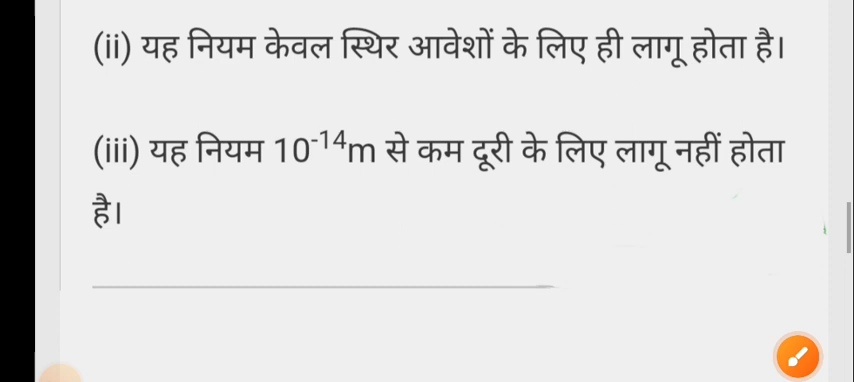 (ii) यह नियम केवल स्थिर आवेशों के लिए ही लागू होता है।
(iii) यह नियम 10⁻¹⁴m से कम दूरी के लिए लागू नहीं होता
है।